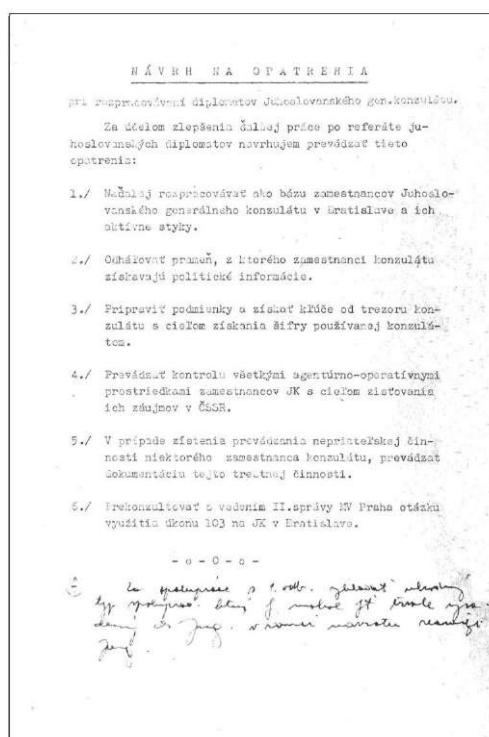 NÁVRH NA OPATRENIA
pri rozpracovávaní diplomatov Juhoslovanského gen.konzulátu.
Za účelom zlepšenia ďalšej práce po referáte ju-
hoslovanských diplomatov navrhujem prevádzať tieto
opatrenia:
1./ Naďalej rozpracovávať ako bázu zamestnancov Juhoslo-
vanského generálneho konzulátu v Bratislave a ich
aktívne styky.
2./ Odhaľovať prameň, z ktorého zamestnanci konzulátu
získavajú politické informácie.
3./ Pripraviť podmienky a získať kľúče od trezoru kon-
zulátu s cieľom získania šifry používanej konzulá-
tom.
4./ Prevádzať kontrolu všetkými agentúrno-operatívnymi
prostriedkami zamestnancov JK s cieľom zisťovania
ich záujmov v ČSSR.
5./ V prípade zistenia prevádzania nepriateľskej čin-
nosti niektorého zamestnanca konzulátu, prevádzat
dokumentáciu tejto trestnej činnosti.
6./ Prekonzultovať s vedením II.správy MV Praha otázku
využitia úkonu 103 na JK v Bratislave.
- o - O - o -